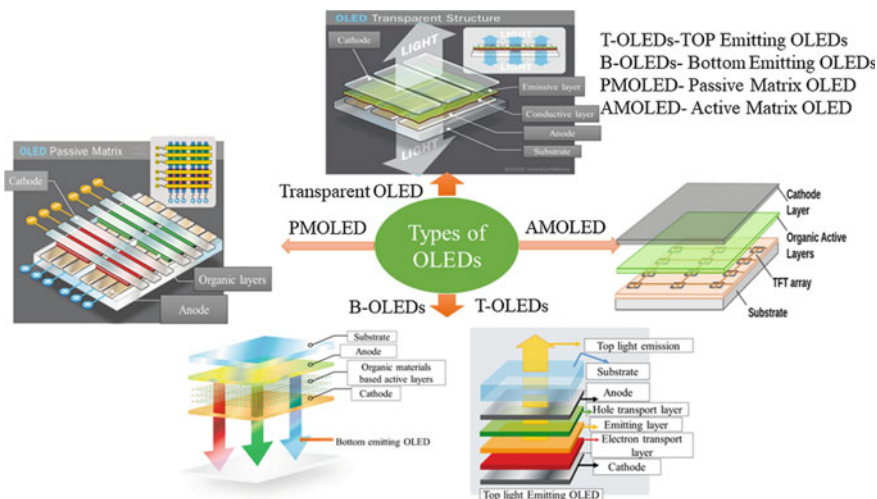 OLED Transparent Structure
LIGHT
Cathode
Emissive layer
Conductive layer
Anode
Substrate
LIGHT
T-OLEDs-TOP Emitting OLEDs
B-OLEDs- Bottom Emitting OLEDs
PMOLED- Passive Matrix OLED
AMOLED- Active Matrix OLED
OLED Passive Matrix
Cathode
Organic layers
Anode
Transparent OLED
PMOLED
Types of
OLEDs
AMOLED
B-OLEDs
T-OLEDs
Cathode
Layer
Organic Active
Layers
TFT array
Substrate
Substrate
Anode
Organic materials
based active layers
Cathode
Bottom emitting OLED
Top light emission
Substrate
Anode
Hole transport layer
Emitting layer
Electron transport
layer
Cathode
Top light Emitting OLED